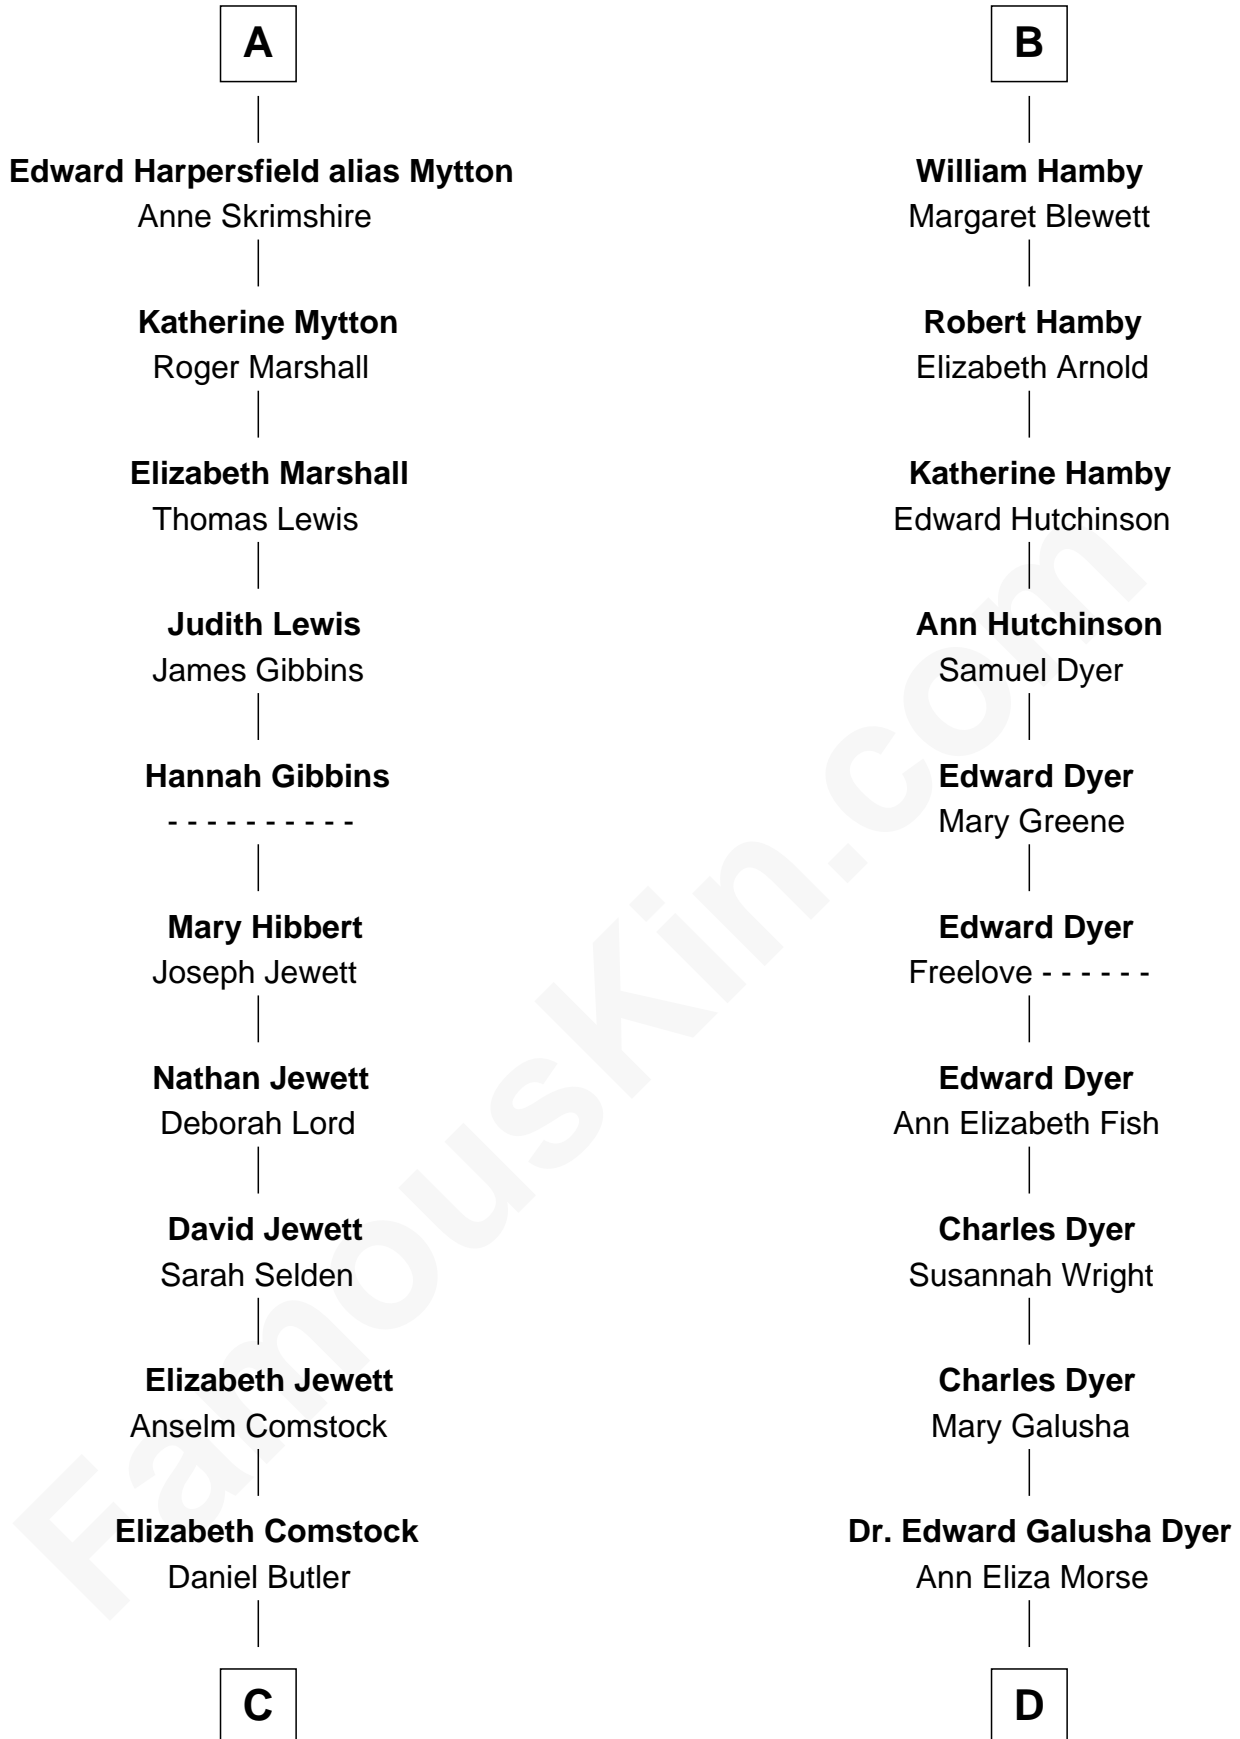 A
Edward Harpersfield alias Mytton
Anne Skrimshire
Katherine Mytton
Roger Marshall
Elizabeth Marshall
Thomas Lewis
Judith Lewis
James Gibbins
Hannah Gibbins
- - - - - - - - - -
Mary Hibbert
Joseph Jewett
Nathan Jewett
Deborah Lord
David Jewett
Sarah Selden
Elizabeth Jewett
Anselm Comstock
Elizabeth Comstock
Daniel Butler
C
B
William Hamby
Margaret Blewett
Robert Hamby
Elizabeth Arnold
Katherine Hamby
Edward Hutchinson
Ann Hutchinson
Samuel Dyer
Edward Dyer
Mary Greene
Edward Dyer
Freelove - - - - - -
Edward Dyer
Ann Elizabeth Fish
Charles Dyer
Susannah Wright
Charles Dyer
Mary Galusha
Dr. Edward Galusha Dyer
Ann Eliza Morse
D
FamousKin.com